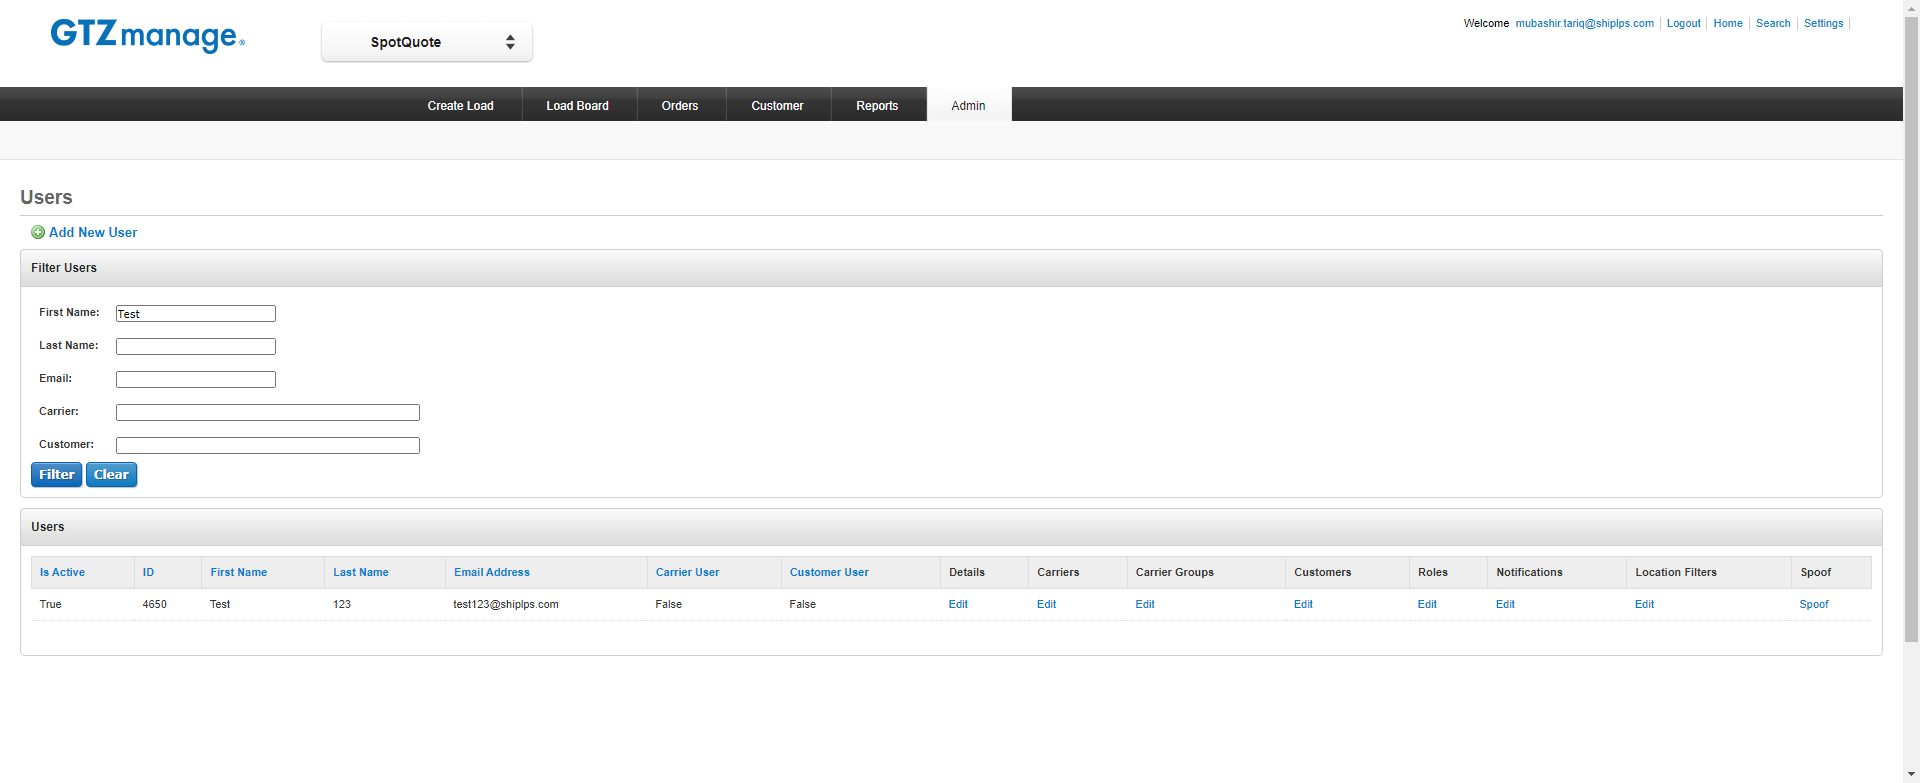 GTZmanage®
SpotQuote
Welcome mubashir.tariq@shiplps.com Logout Home Search Settings
Create Load Load Board Orders Customer Reports Admin
Users
Add New User
Filter Users
First Name: Test
Last Name:
Email:
Carrier:
Customer:
Filter Clear
Users
Is Active ID First Name Last Name Email Address Carrier User Customer User Details Carriers Carrier Groups Customers Roles Notifications Location Filters Spoof
True 4650 Test 123 test123@shiplps.com False False Edit Edit Edit Edit Edit Edit Edit Spoof